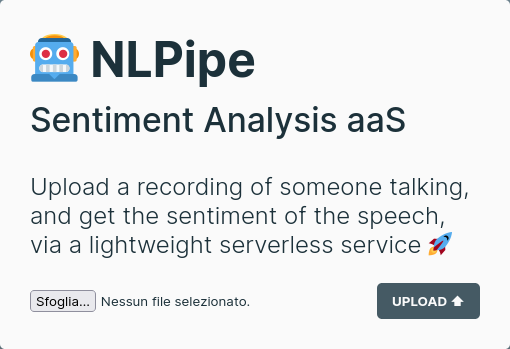 NLPipe
Sentiment Analysis aaS
Upload a recording of someone talking,
and get the sentiment of the speech,
via a lightweight serverless service 🚀
Sfoglia... Nessun file selezionato.
UPLOAD